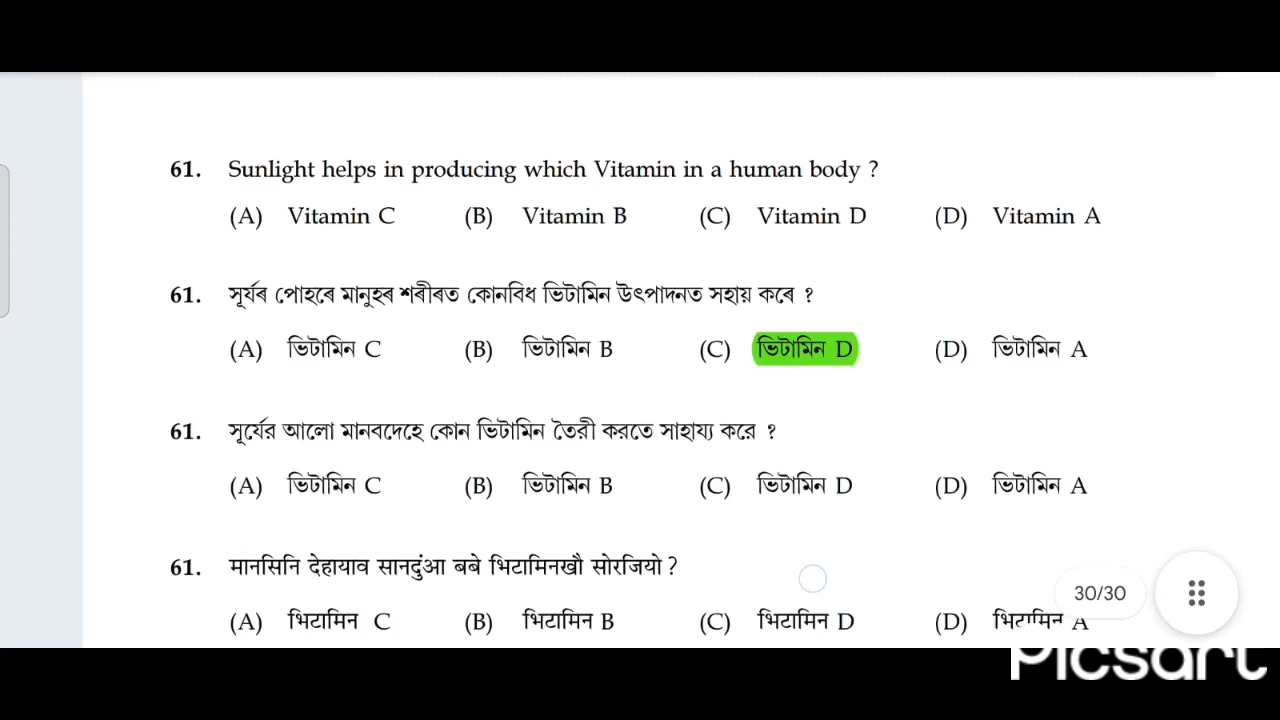 61. Sunlight helps in producing which Vitamin in a human body ?
(A) Vitamin C (B) Vitamin B (C) Vitamin D (D) Vitamin A
61. সূৰ্যৰ পোহৰে মানুহৰ শৰীৰত কোনবিধ ভিটামিন উৎপাদনত সহায় কৰে ?
(A) ভিটামিন C (B) ভিটামিন B (C) ভিটামিন D (D) ভিটামিন A
61. সূর্যের আলো মানবদেহে কোন ভিটামিন তৈরী করতে সাহায্য করে ?
(A) ভিটামিন C (B) ভিটামিন B (C) ভিটামিন D (D) ভিটামিন A
61. मानसिनि देहायाव सानदुंआ बबे भिटामिनखौ सोरजियो ?
(A) भिटामिन C (B) भिटामिन B (C) भिटामिन D (D) भिटामिन A
30/30
Picsart